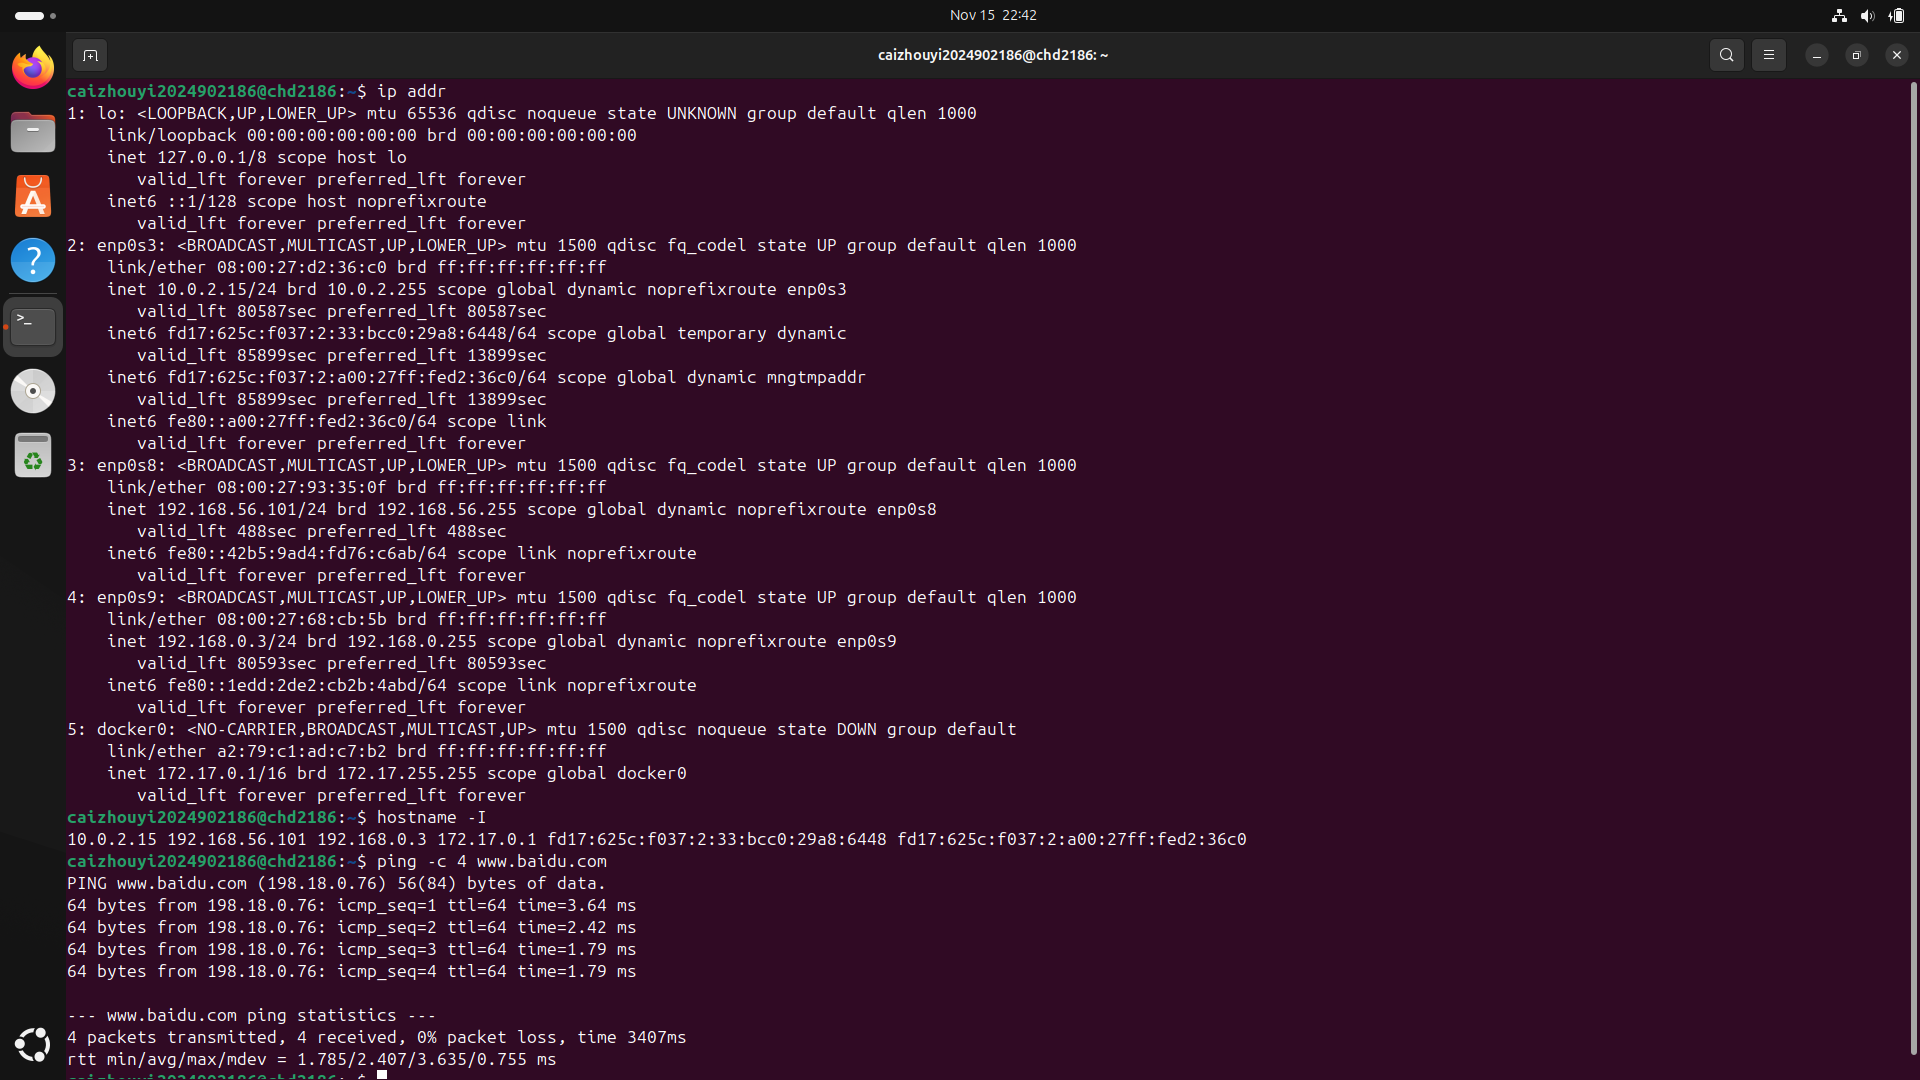 Nov 15 22:42
caizhouyi2024902186@chd2186: ~
caizhouyi2024902186@chd2186:~$ ip addr
1: lo: <LOOPBACK,UP,LOWER_UP> mtu 65536 qdisc noqueue state UNKNOWN group default qlen 1000
    link/loopback 00:00:00:00:00:00 brd 00:00:00:00:00:00
    inet 127.0.0.1/8 scope host lo
       valid_lft forever preferred_lft forever
    inet6 ::1/128 scope host noprefixroute
       valid_lft forever preferred_lft forever
2: enp0s3: <BROADCAST,MULTICAST,UP,LOWER_UP> mtu 1500 qdisc fq_codel state UP group default qlen 1000
    link/ether 08:00:27:d2:36:c0 brd ff:ff:ff:ff:ff:ff
    inet 10.0.2.15/24 brd 10.0.2.255 scope global dynamic noprefixroute enp0s3
       valid_lft 80587sec preferred_lft 80587sec
    inet6 fd17:625c:f037:2:33:bcc0:29a8:6448/64 scope global temporary dynamic
       valid_lft 85899sec preferred_lft 13899sec
    inet6 fd17:625c:f037:2:a00:27ff:fed2:36c0/64 scope global dynamic mngtmpaddr
       valid_lft 85899sec preferred_lft 13899sec
    inet6 fe80::a00:27ff:fed2:36c0/64 scope link
       valid_lft forever preferred_lft forever
3: enp0s8: <BROADCAST,MULTICAST,UP,LOWER_UP> mtu 1500 qdisc fq_codel state UP group default qlen 1000
    link/ether 08:00:27:93:35:0f brd ff:ff:ff:ff:ff:ff
    inet 192.168.56.101/24 brd 192.168.56.255 scope global dynamic noprefixroute enp0s8
       valid_lft 488sec preferred_lft 488sec
    inet6 fe80::42b5:9ad4:fd76:c6ab/64 scope link noprefixroute
       valid_lft forever preferred_lft forever
4: enp0s9: <BROADCAST,MULTICAST,UP,LOWER_UP> mtu 1500 qdisc fq_codel state UP group default qlen 1000
    link/ether 08:00:27:68:cb:5b brd ff:ff:ff:ff:ff:ff
    inet 192.168.0.3/24 brd 192.168.0.255 scope global dynamic noprefixroute enp0s9
       valid_lft 80593sec preferred_lft 80593sec
    inet6 fe80::1edd:2de2:cb2b:4abd/64 scope link noprefixroute
       valid_lft forever preferred_lft forever
5: docker0: <NO-CARRIER,BROADCAST,MULTICAST,UP> mtu 1500 qdisc noqueue state DOWN group default
    link/ether a2:79:c1:ad:c7:b2 brd ff:ff:ff:ff:ff:ff
    inet 172.17.0.1/16 brd 172.17.255.255 scope global docker0
       valid_lft forever preferred_lft forever
caizhouyi2024902186@chd2186:~$ hostname -I
10.0.2.15 192.168.56.101 192.168.0.3 172.17.0.1 fd17:625c:f037:2:33:bcc0:29a8:6448 fd17:625c:f037:2:a00:27ff:fed2:36c0
caizhouyi2024902186@chd2186:~$ ping -c 4 www.baidu.com
PING www.baidu.com (198.18.0.76) 56(84) bytes of data.
64 bytes from 198.18.0.76: icmp_seq=1 ttl=64 time=3.64 ms
64 bytes from 198.18.0.76: icmp_seq=2 ttl=64 time=2.42 ms
64 bytes from 198.18.0.76: icmp_seq=3 ttl=64 time=1.79 ms
64 bytes from 198.18.0.76: icmp_seq=4 ttl=64 time=1.79 ms

--- www.baidu.com ping statistics ---
4 packets transmitted, 4 received, 0% packet loss, time 3407ms
rtt min/avg/max/mdev = 1.785/2.407/3.635/0.755 ms